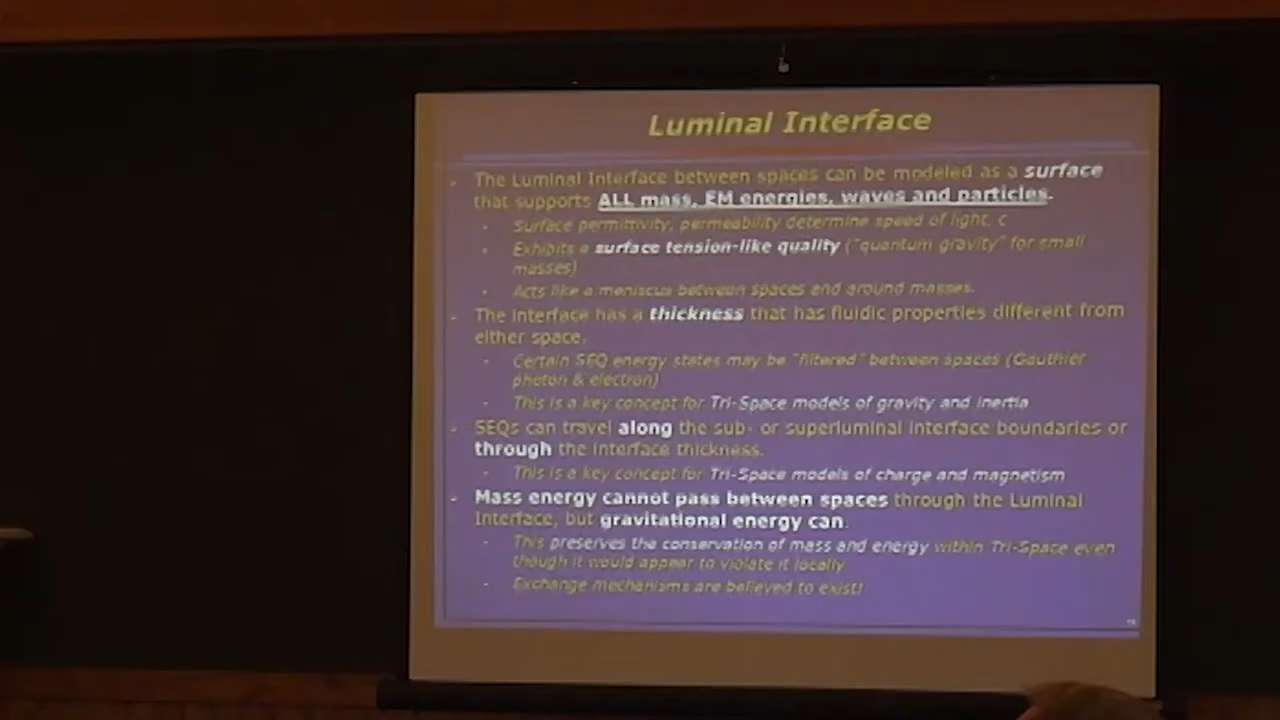 Luminal Interface
The Luminal Interface between spaces can be modeled as a surface
that supports ALL mass, EM energies, waves and particles.
Surface permittivity, permeability determine speed of light, c
Exhibits a surface tension-like quality ("quantum gravity" for small
masses)
Acts like a meniscus between spaces and around masses.
The interface has a thickness that has fluidic properties different from
either space.
Certain SEQ energy states may be "filtered" between spaces (Gauthier
photon & electron)
This is a key concept for Tri-Space models of gravity and inertia
SEQs can travel along the sub- or superluminal interface boundaries or
through the interface thickness.
This is a key concept for Tri-Space models of charge and magnetism
Mass energy cannot pass between spaces through the Luminal
Interface, but gravitational energy can.
This preserves the conservation of mass and energy within Tri-Space even
though it would appear to violate it locally
Exchange mechanisms are believed to exist!